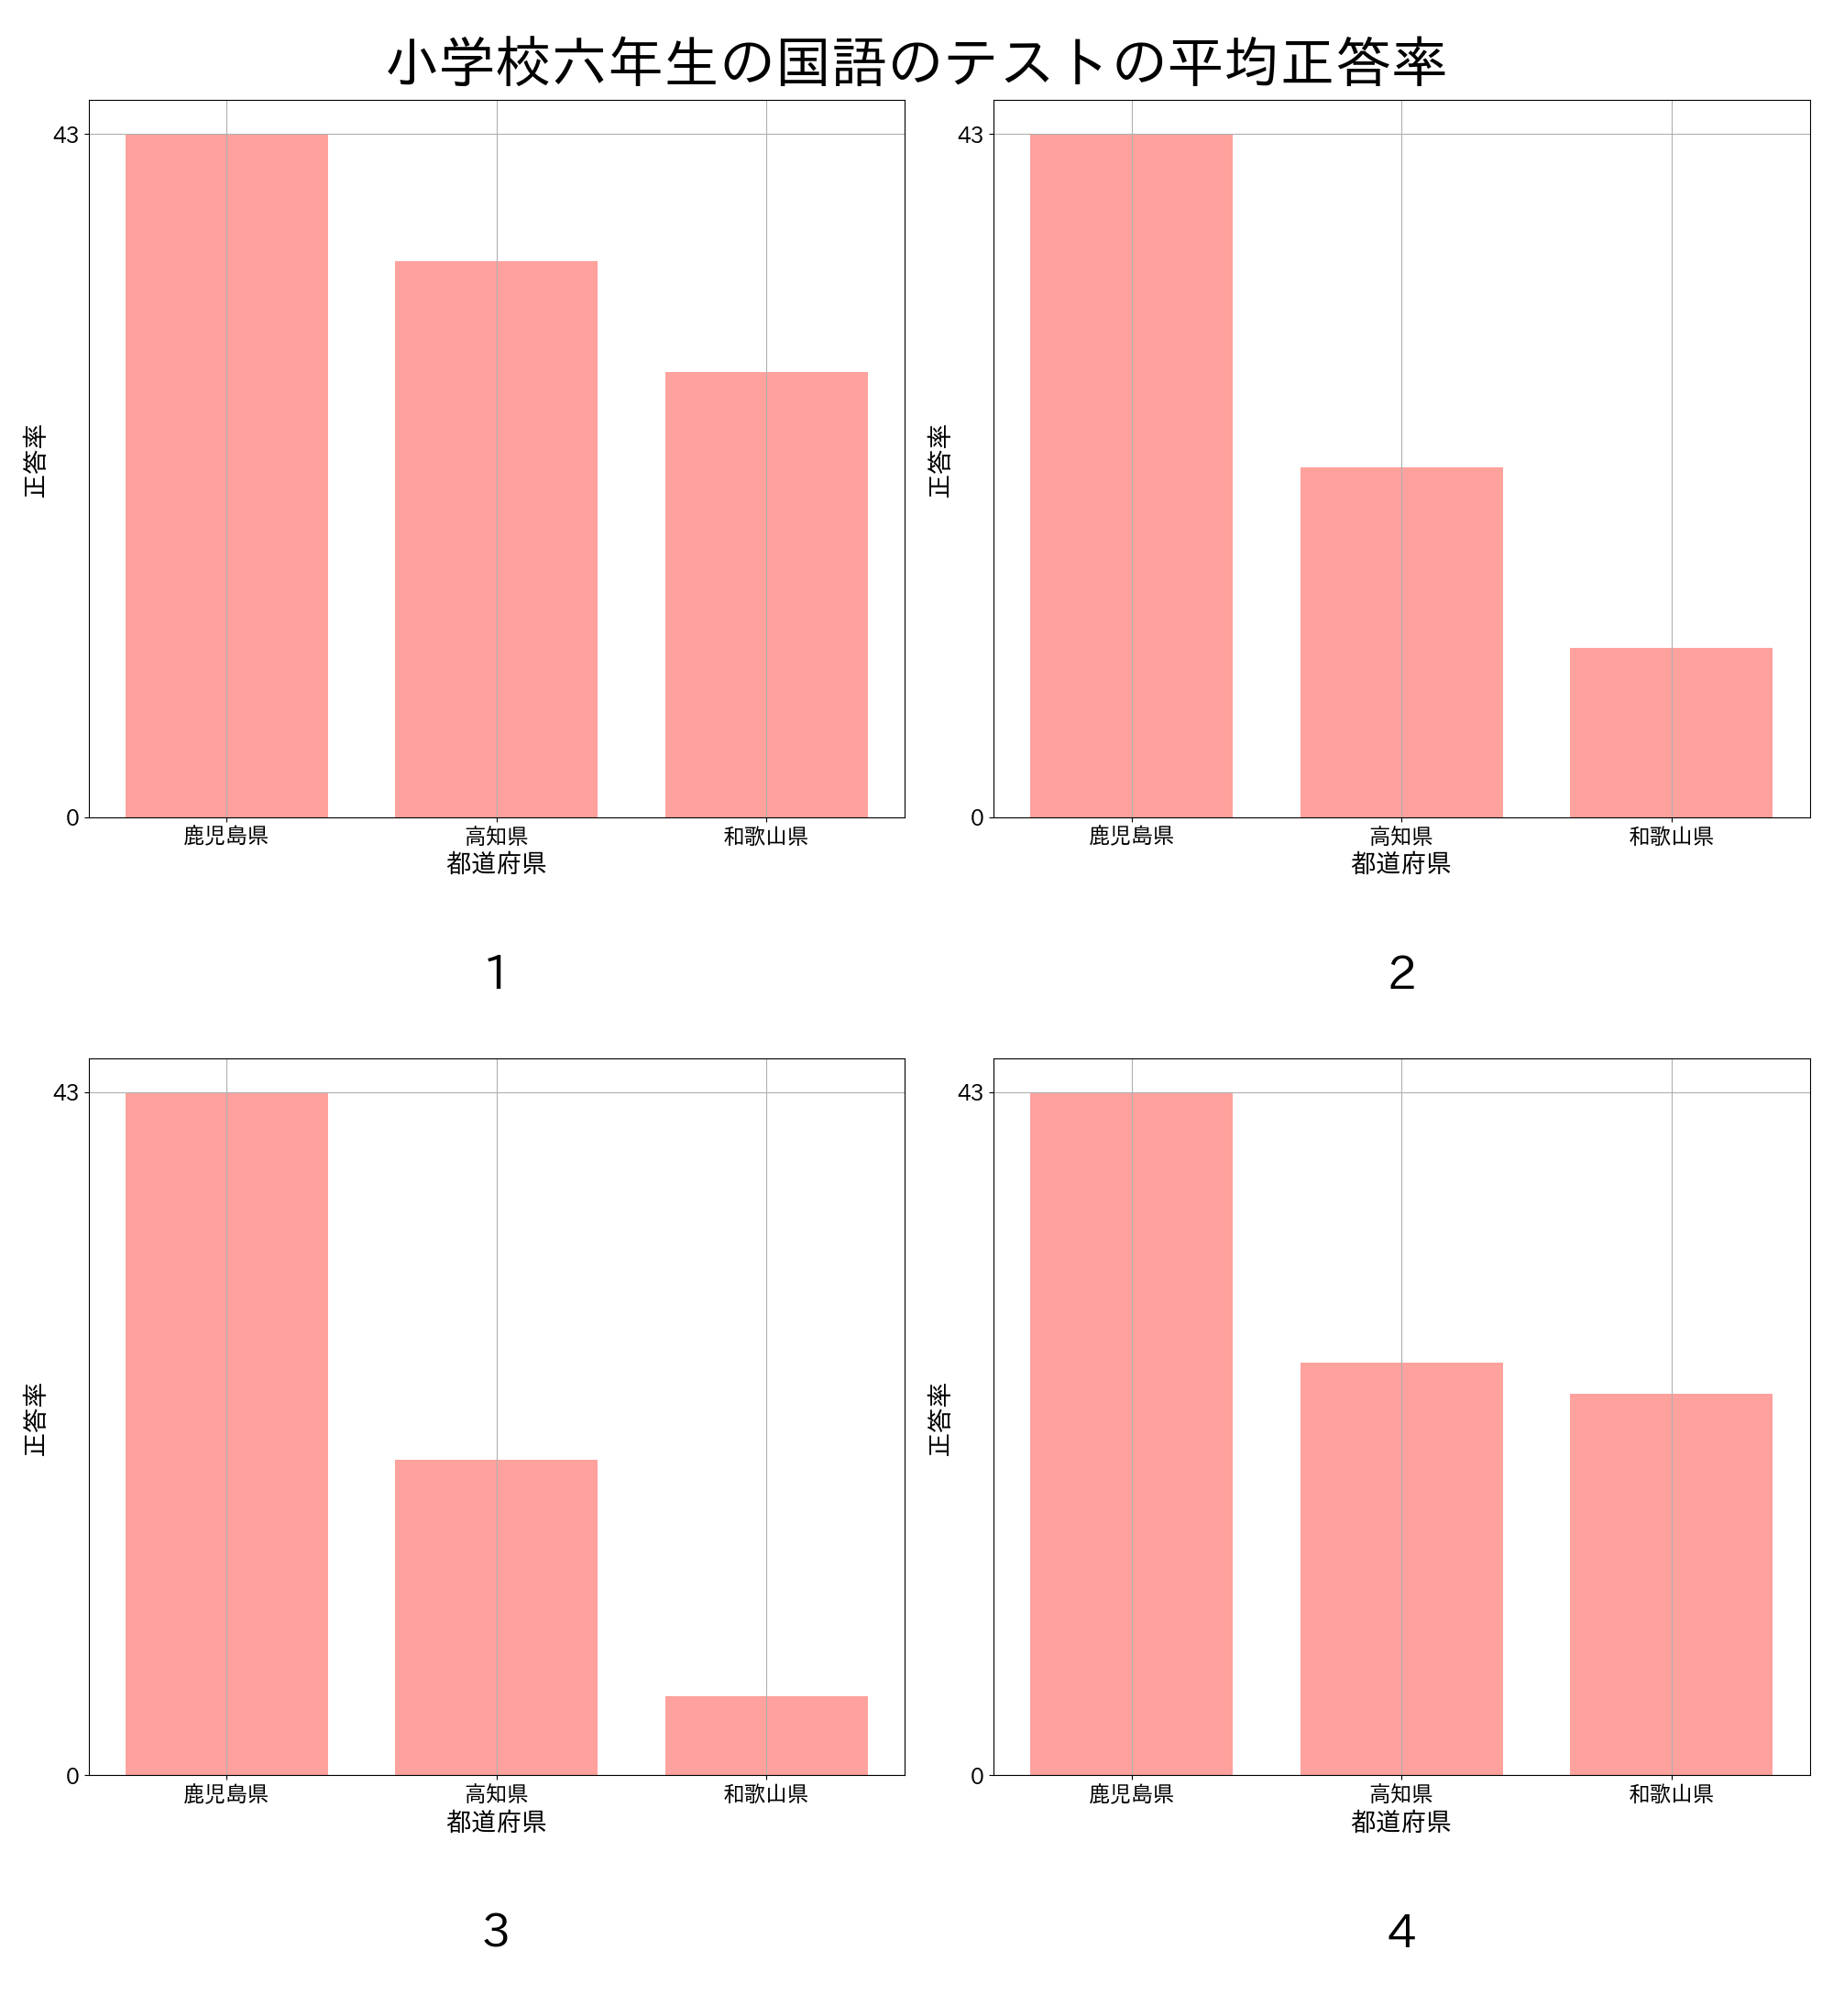 小学校六年生の国語のテストの平均正答率
43
0
正答率
鹿児島県 高知県 和歌山県
都道府県
1
43
0
正答率
鹿児島県 高知県 和歌山県
都道府県
2
43
0
正答率
鹿児島県 高知県 和歌山県
都道府県
3
43
0
正答率
鹿児島県 高知県 和歌山県
都道府県
4